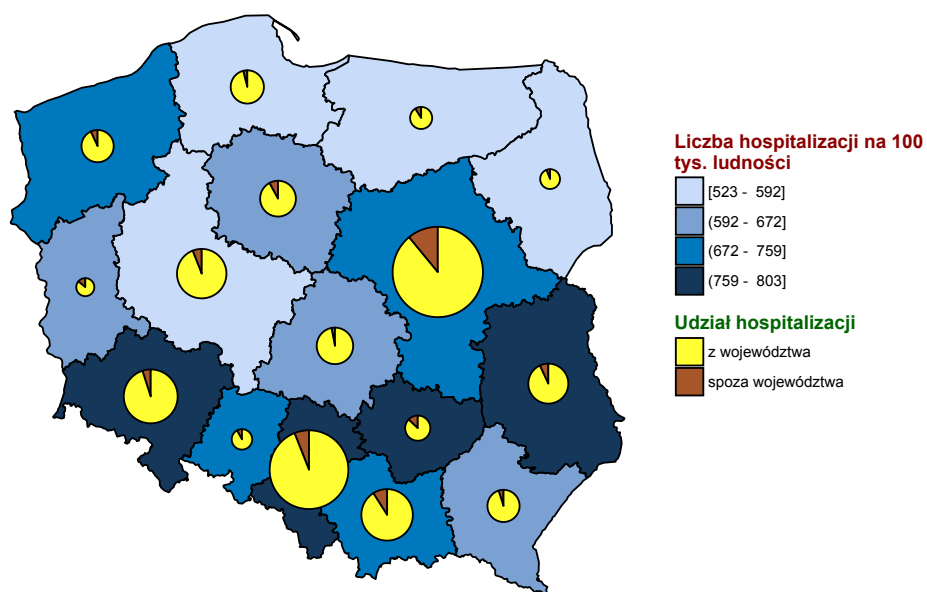 Liczba hospitalizacji na 100
tys. ludności
[523 - 592]
(592 - 672]
(672 - 759]
(759 - 803]
Udział hospitalizacji
z województwa
spoza województwa